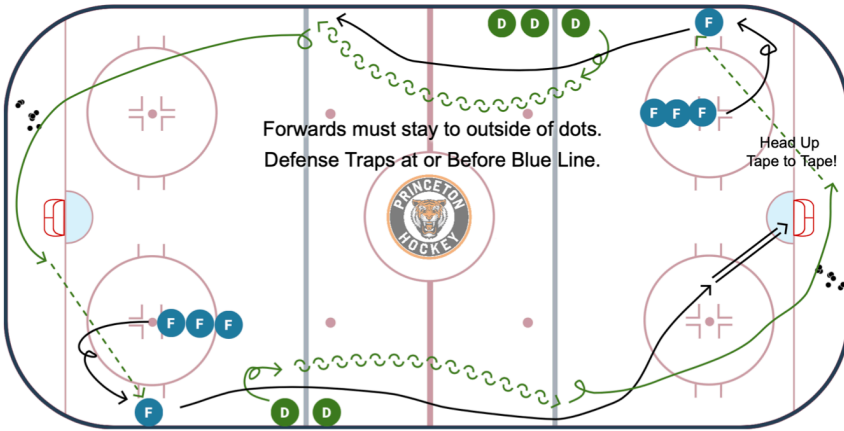 D D D
F
F F F
Forwards must stay to outside of dots.
Defense Traps at or Before Blue Line.
Head Up
Tape to Tape!
PRINCETON
HOCKEY
F F F
F
D D